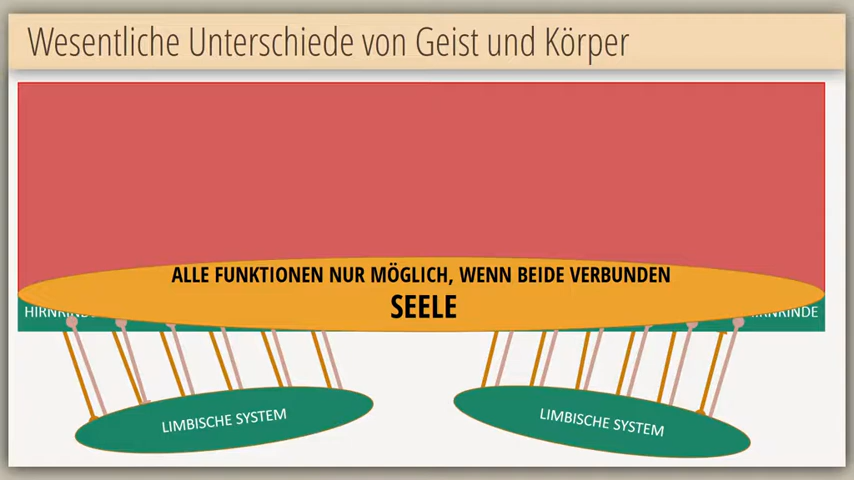 Wesentliche Unterschiede von Geist und Körper
ALLE FUNKTIONEN NUR MÖGLICH, WENN BEIDE VERBUNDEN
SEELE
LIMBISCHE SYSTEM
LIMBISCHE SYSTEM